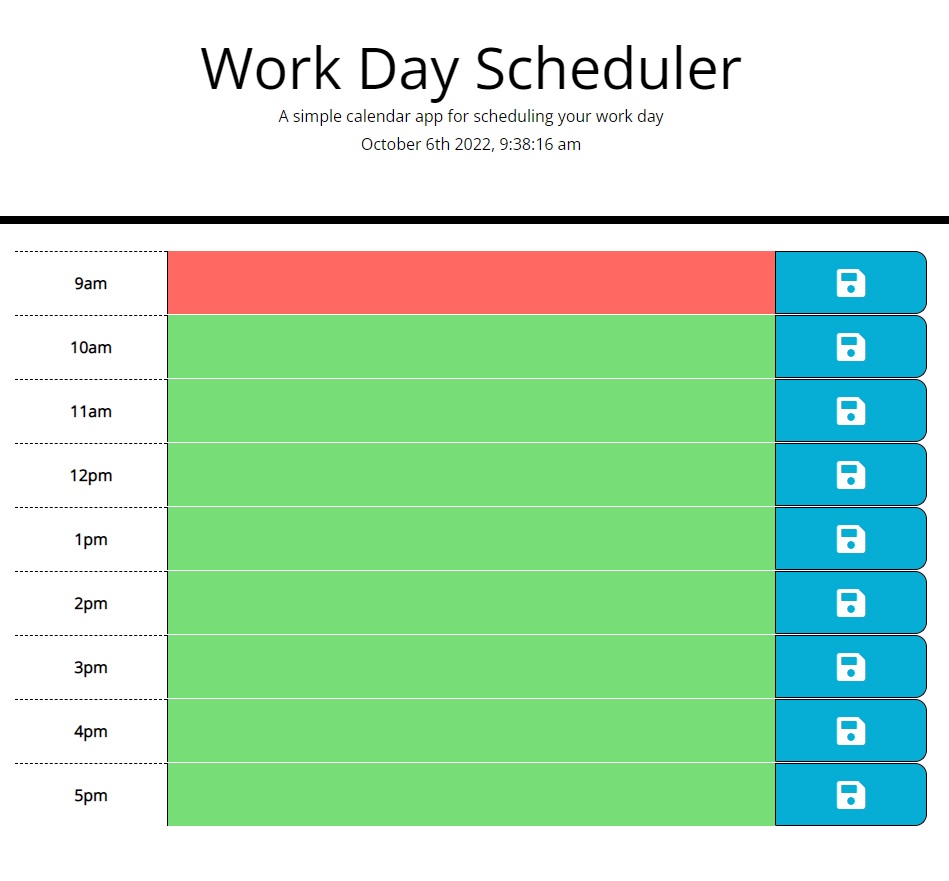 Work Day Scheduler
A simple calendar app for scheduling your work day
October 6th 2022, 9:38:16 am
9am
10am
11am
12pm
1pm
2pm
3pm
4pm
5pm